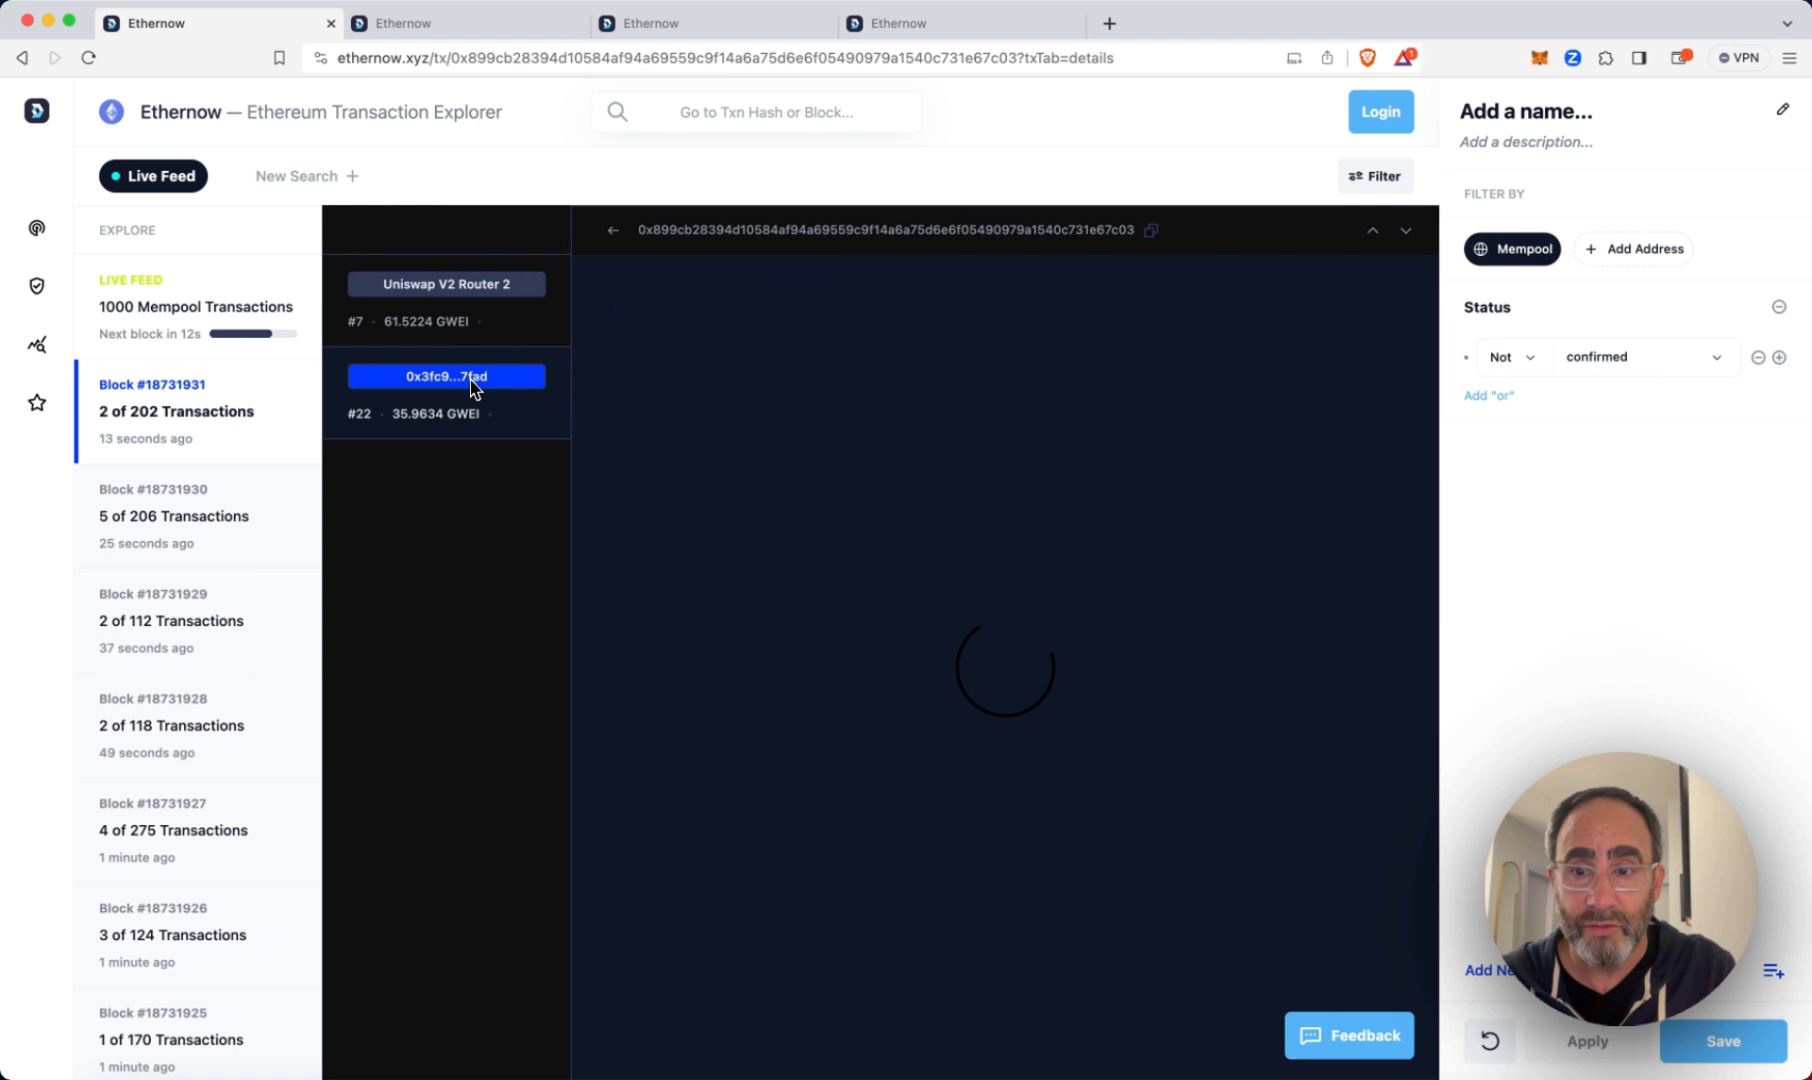 Ethernow
Ethernow
Ethernow
Ethernow
ethernow.xyz/tx/0x899cb28394d10584af94a69559c9f14a6a75d6e6f05490979a1540c731e67c03?txTab=details
1
VPN
Ethernow — Ethereum Transaction Explorer
Go to Txn Hash or Block...
Login
Live Feed
New Search +
Filter
EXPLORE
LIVE FEED
1000 Mempool Transactions
Next block in 12s
Block #18731931
2 of 202 Transactions
13 seconds ago
Block #18731930
5 of 206 Transactions
25 seconds ago
Block #18731929
2 of 112 Transactions
37 seconds ago
Block #18731928
2 of 118 Transactions
49 seconds ago
Block #18731927
4 of 275 Transactions
1 minute ago
Block #18731926
3 of 124 Transactions
1 minute ago
Block #18731925
1 of 170 Transactions
1 minute ago
Uniswap V2 Router 2
#7 · 61.5224 GWEI ·
0x3fc9...7fad
#22 · 35.9634 GWEI ·
0x899cb28394d10584af94a69559c9f14a6a75d6e6f05490979a1540c731e67c03
Feedback
Add a name...
Add a description...
FILTER BY
Mempool
+ Add Address
Status
Not
confirmed
Add "or"
Add
Apply
Save